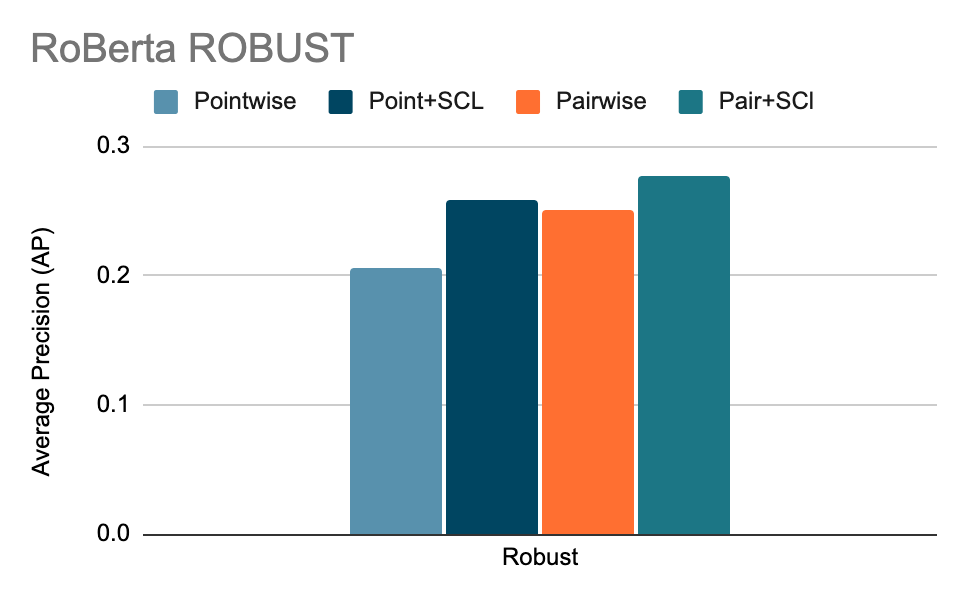 RoBerta ROBUST
Pointwise Point+SCL Pairwise Pair+SCl
0.3
0.2
0.1
0.0
Average Precision (AP)
Robust